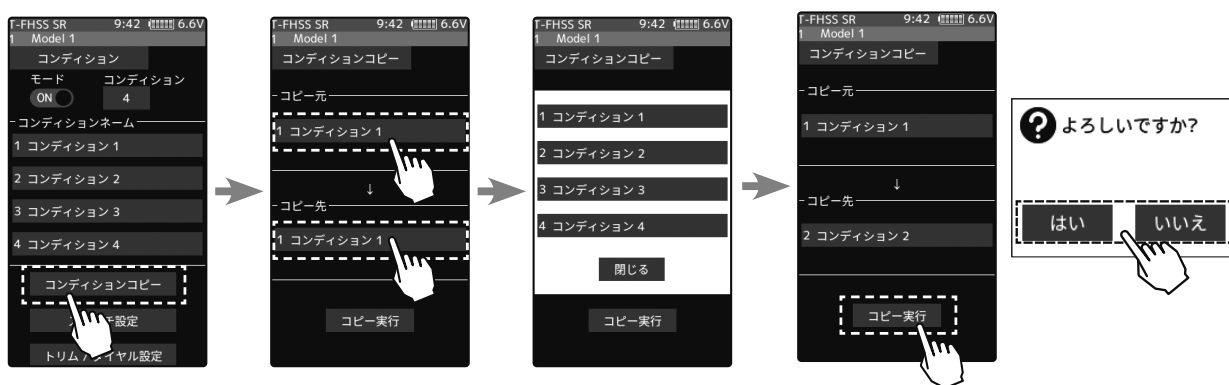 T-FHSS SR 9:42 6.6V
1 Model 1
コンディション
モード コンディション
ON 4
コンディションネーム
1 コンディション 1
2 コンディション 2
3 コンディション 3
4 コンディション 4
コンディションコピー
設定
トリム / ダイヤル設定
T-FHSS SR 9:42 6.6V
1 Model 1
コンディションコピー
コピー元
1 コンディション 1
↓
コピー先
1 コンディション 1
コピー実行
T-FHSS SR 9:42 6.6V
1 Model 1
コンディションコピー
1 コンディション 1
2 コンディション 2
3 コンディション 3
4 コンディション 4
閉じる
コピー実行
T-FHSS SR 9:42 6.6V
1 Model 1
コンディションコピー
コピー元
1 コンディション 1
↓
コピー先
2 コンディション 2
コピー実行
?
よろしいですか?
はい いいえ